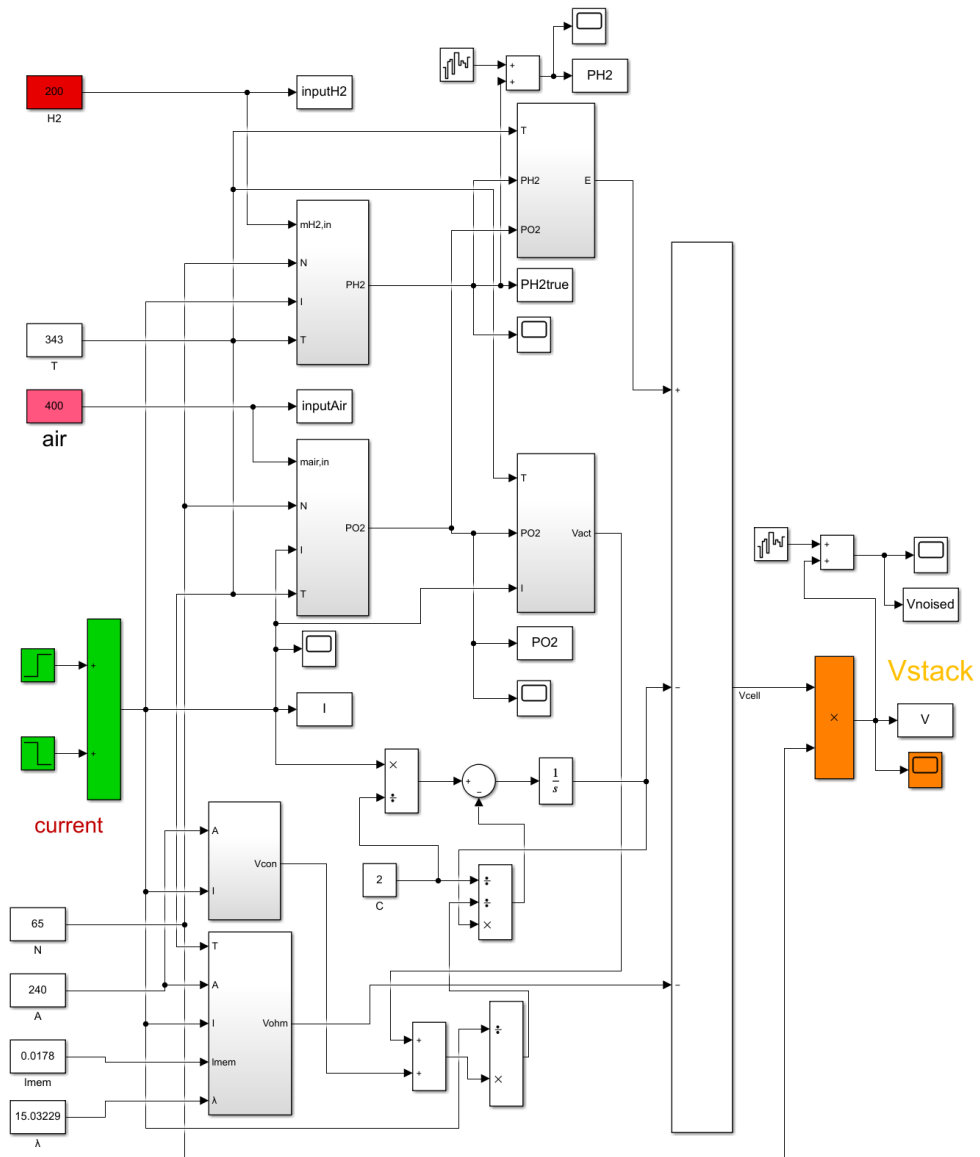 200
H2
inputH2
+
+
PH2
T
PH2
PO2
E
mH2,in
N
I
T
PH2
PH2true
343
T
400
air
inputAir
mair,in
N
I
T
PO2
T
PO2
I
Vact
PO2
I
+
+
current
+
-
-
Vcell
+
+
Vnoised
Vstack
×
V
×
÷
+
-
1
s
2
C
÷
÷
×
A
I
Vcon
65
N
240
A
0.0178
lmem
15.03229
λ
T
A
I
lmem
λ
Vohm
+
+
÷
×